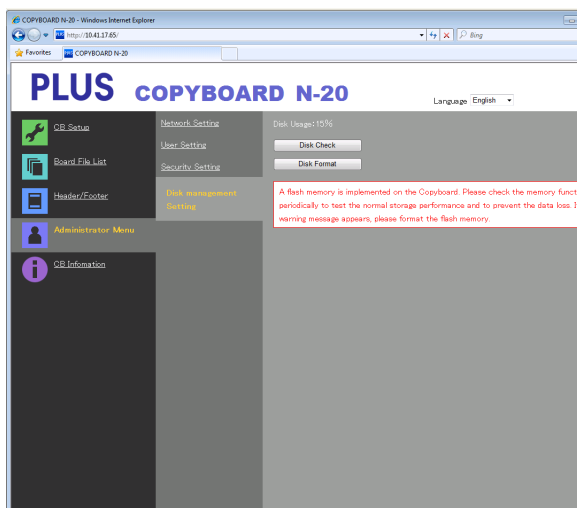 COPYBOARD N-20 - Windows Internet Explorer
http://10.41.17.65/
Bing
Favorites
COPYBOARD N-20
PLUS COPYBOARD N-20
Language English
CB Setup
Board File List
Header/Footer
Administrator Menu
CB Infomation
Network Setting
User Setting
Security Setting
Disk management
Setting
Disk Usage:15%
Disk Check
Disk Format
A flash memory is implemented on the Copyboard. Please check the memory funct
periodically to test the normal storage performance and to prevent the data loss. I
warning message appears, please format the flash memory.